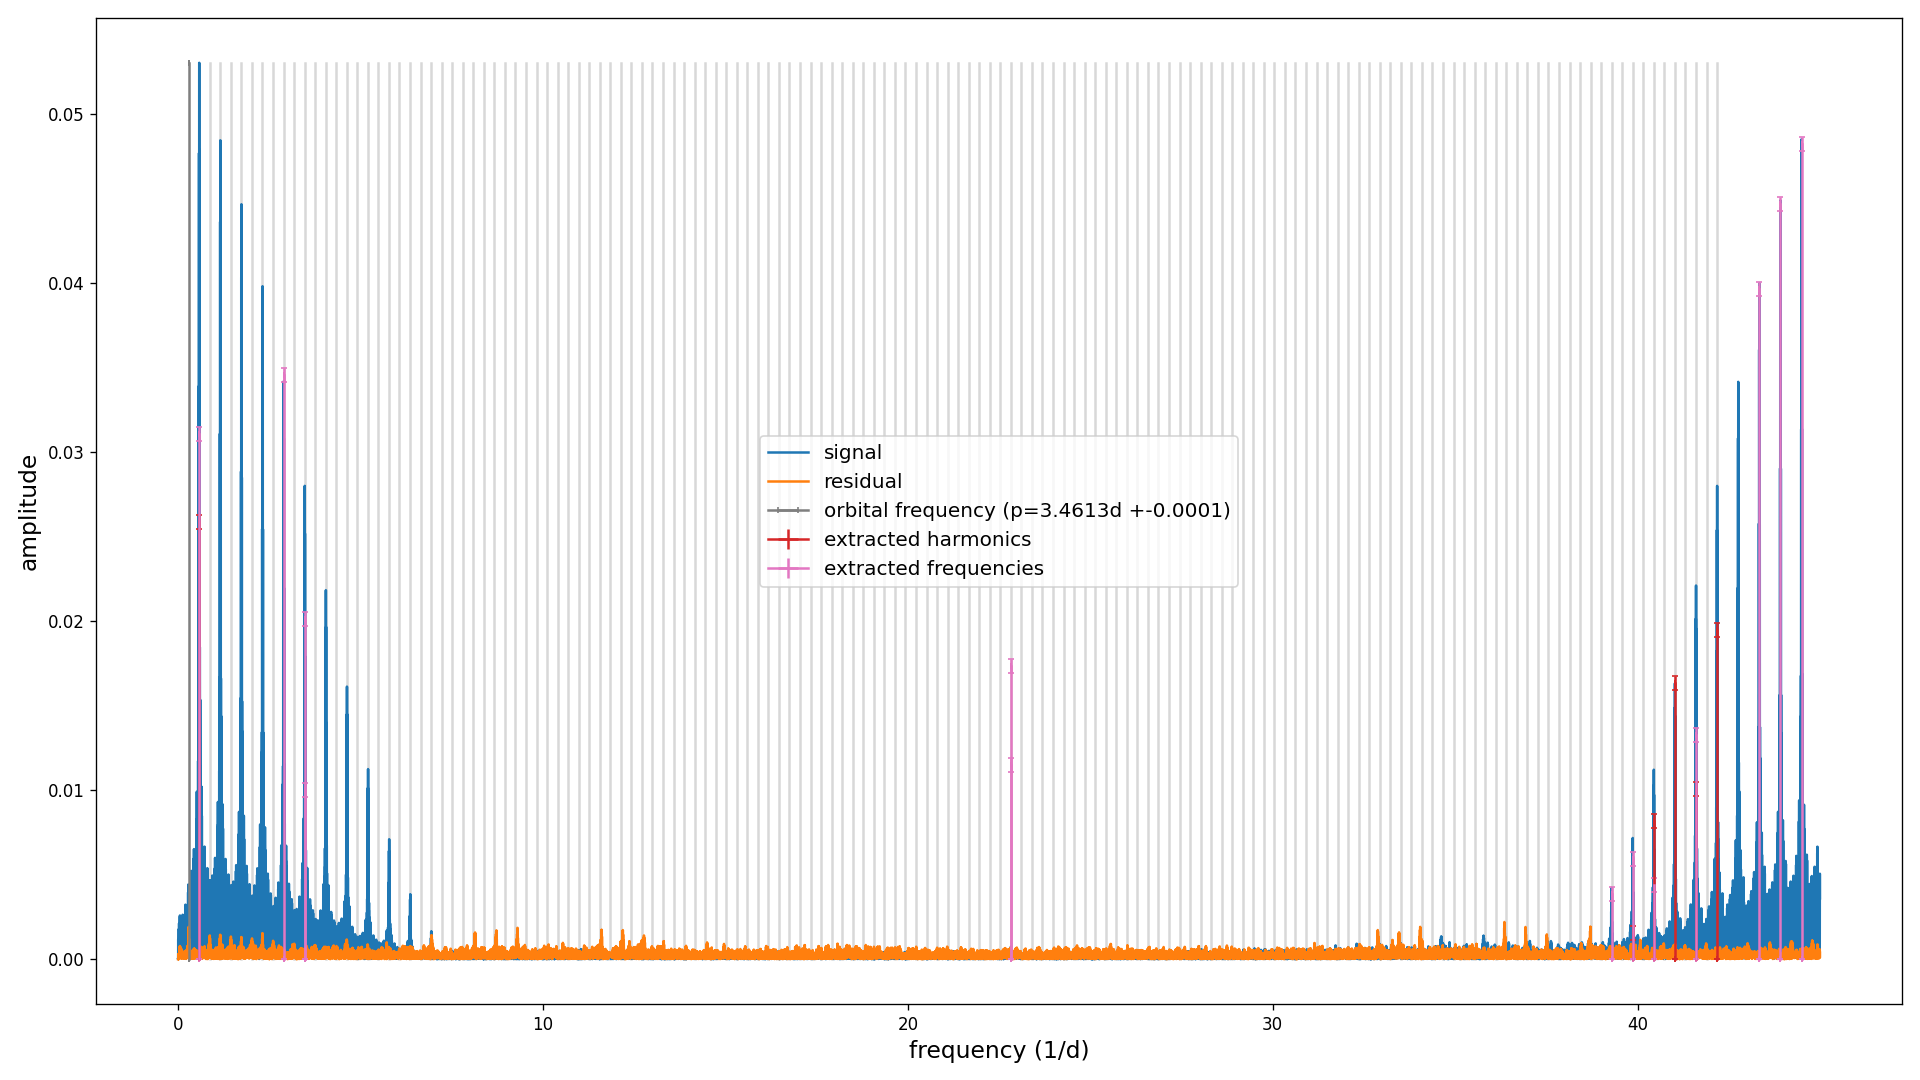 0.05
0.04
0.03
0.02
0.01
0.00
amplitude
signal
residual
orbital frequency (p=3.4613d +-0.0001)
extracted harmonics
extracted frequencies
0
10
20
30
40
frequency (1/d)